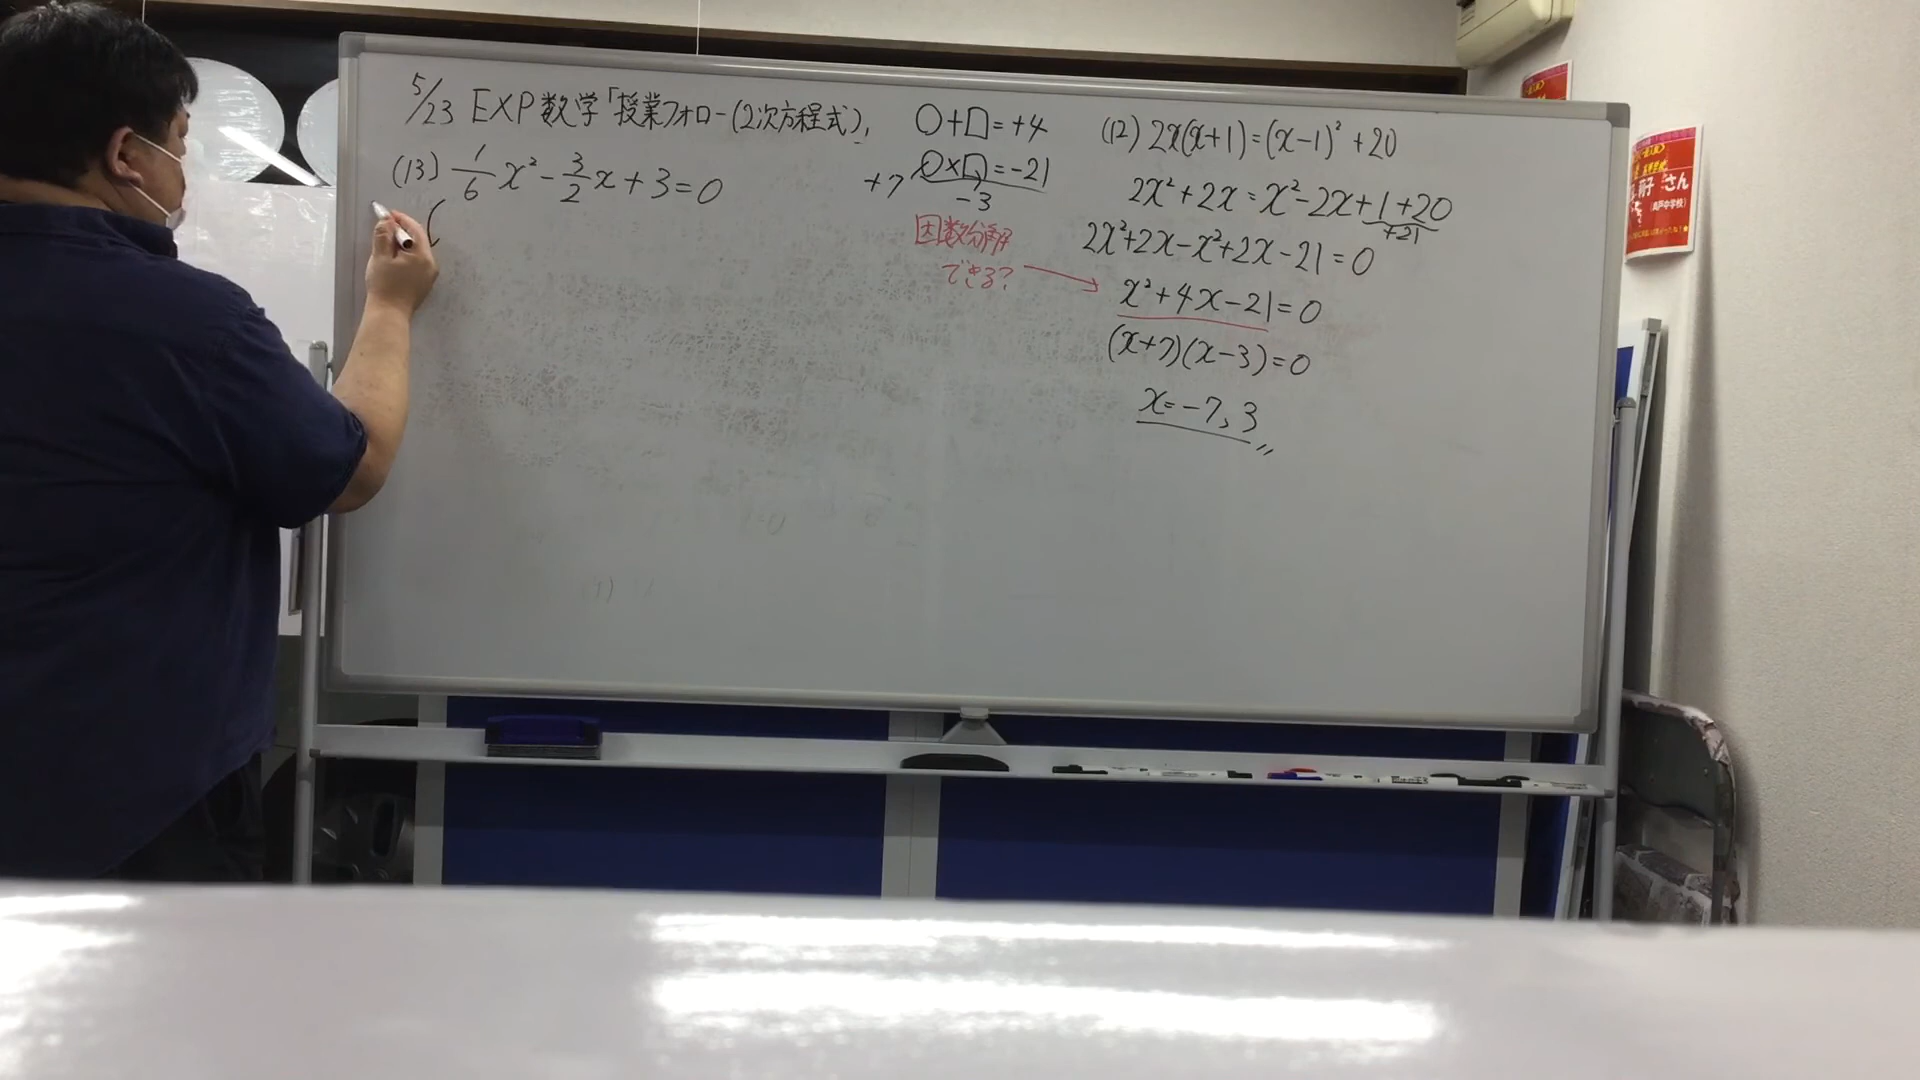 5/23 EXP数学「授業フォロー(2次方程式)」
(13) 1/6 x² - 3/2 x + 3 = 0
(
○+□=+4
○×□=-21
+7 -3
因数分解
できる?
(12) 2x(x+1)=(x-1)²+20
2x²+2x=x²-2x+1+20
+21
2x²+2x-x²+2x-21=0
x²+4x-21=0
(x+7)(x-3)=0
x=-7, 3
さん